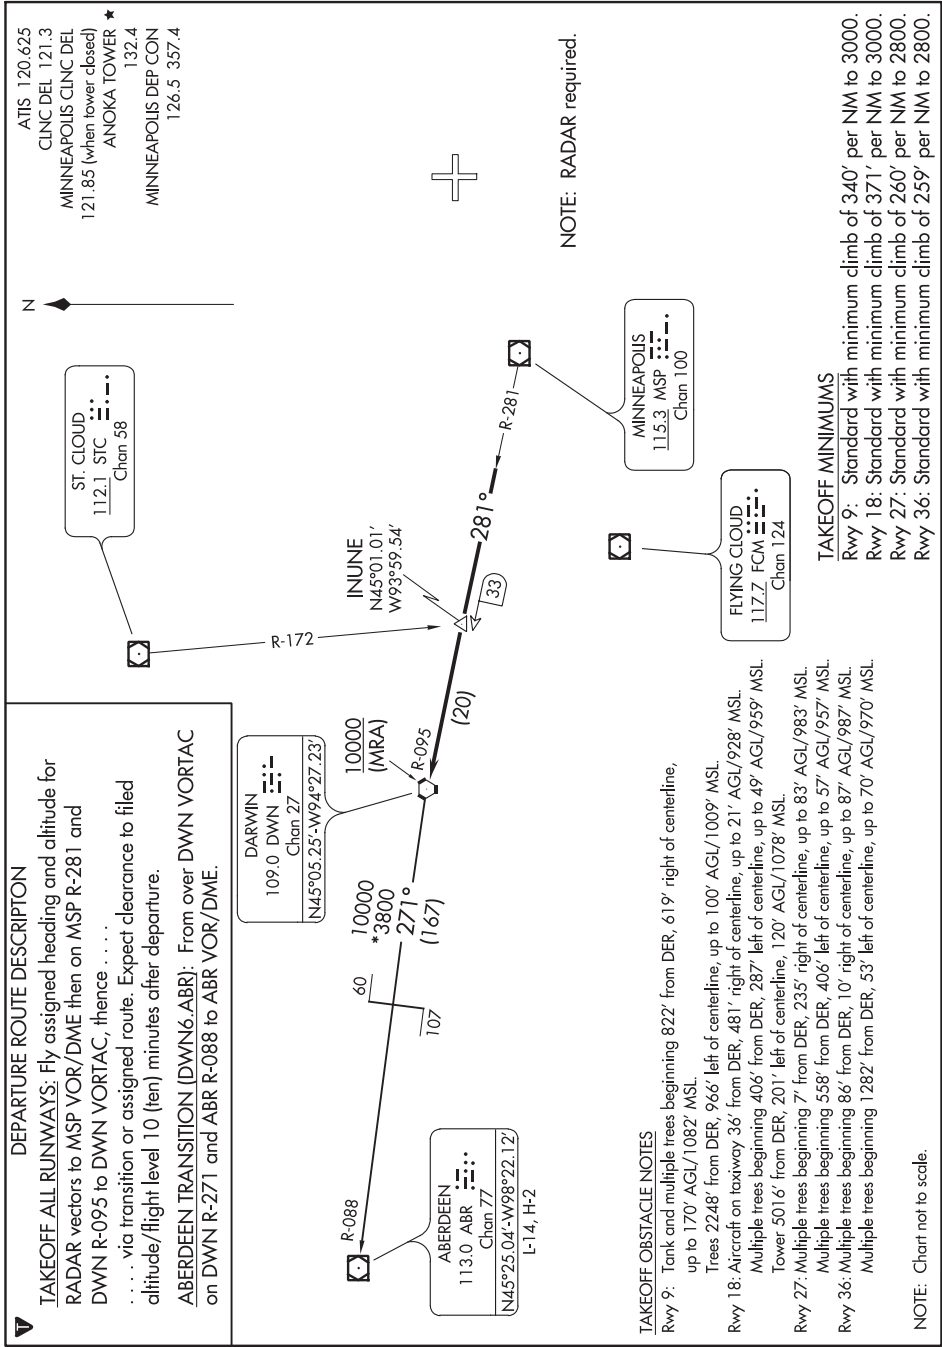 DEPARTURE ROUTE DESCRIPTON
TAKEOFF ALL RUNWAYS: Fly assigned heading and altitude for
RADAR vectors to MSP VOR/DME then on MSP R-281 and
DWN R-095 to DWN VORTAC, thence . . . .
. . . . via transition or assigned route. Expect clearance to filed
altitude/flight level 10 (ten) minutes after departure.
ABERDEEN TRANSITION (DWN6.ABR): From over DWN VORTAC
on DWN R-271 and ABR R-088 to ABR VOR/DME.
T
ATIS 120.625
CLNC DEL 121.3
MINNEAPOLIS CLNC DEL
121.85 (when tower closed)
ANOKA TOWER ★
132.4
MINNEAPOLIS DEP CON
126.5 357.4
N
ST. CLOUD
112.1 STC
Chan 58
R-172
INUNE
N45°01.01'
W93°59.54'
33
281°
R-281
MINNEAPOLIS
115.3 MSP
Chan 100
FLYING CLOUD
117.7 FCM
Chan 124
NOTE: RADAR required.
DARWIN
109.0 DWN
Chan 27
N45°05.25'-W94°27.23'
10000
(MRA)
R-095
(20)
10000
*3800
271°
(167)
60
107
R-088
ABERDEEN
113.0 ABR
Chan 77
N45°25.04'-W98°22.12'
L-14, H-2
TAKEOFF MINIMUMS
Rwy 9: Standard with minimum climb of 340' per NM to 3000.
Rwy 18: Standard with minimum climb of 371' per NM to 3000.
Rwy 27: Standard with minimum climb of 260' per NM to 2800.
Rwy 36: Standard with minimum climb of 259' per NM to 2800.
TAKEOFF OBSTACLE NOTES
Rwy 9: Tank and multiple trees beginning 822' from DER, 619' right of centerline,
up to 170' AGL/1082' MSL.
Trees 2248' from DER, 966' left of centerline, up to 100' AGL/1009' MSL.
Rwy 18: Aircraft on taxiway 36' from DER, 481' right of centerline, up to 21' AGL/928' MSL.
Multiple trees beginning 406' from DER, 287' left of centerline, up to 49' AGL/959' MSL.
Tower 5016' from DER, 201' left of centerline, 120' AGL/1078' MSL.
Rwy 27: Multiple trees beginning 7' from DER, 235' right of centerline, up to 83' AGL/983' MSL.
Multiple trees beginning 558' from DER, 406' left of centerline, up to 57' AGL/957' MSL.
Rwy 36: Multiple trees beginning 86' from DER, 10' right of centerline, up to 87' AGL/987' MSL.
Multiple trees beginning 1282' from DER, 53' left of centerline, up to 70' AGL/970' MSL.
NOTE: Chart not to scale.